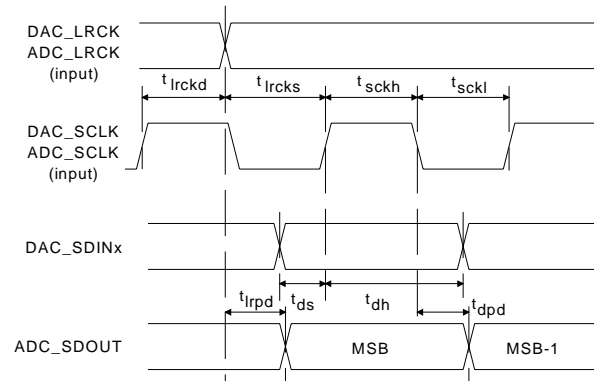 DAC_LRCK
ADC_LRCK
(input)
t lrckd
t lrcks
t sckh
t sckl
DAC_SCLK
ADC_SCLK
(input)
DAC_SDINx
t lrpd
t ds
t dh
t dpd
ADC_SDOUT
MSB
MSB-1